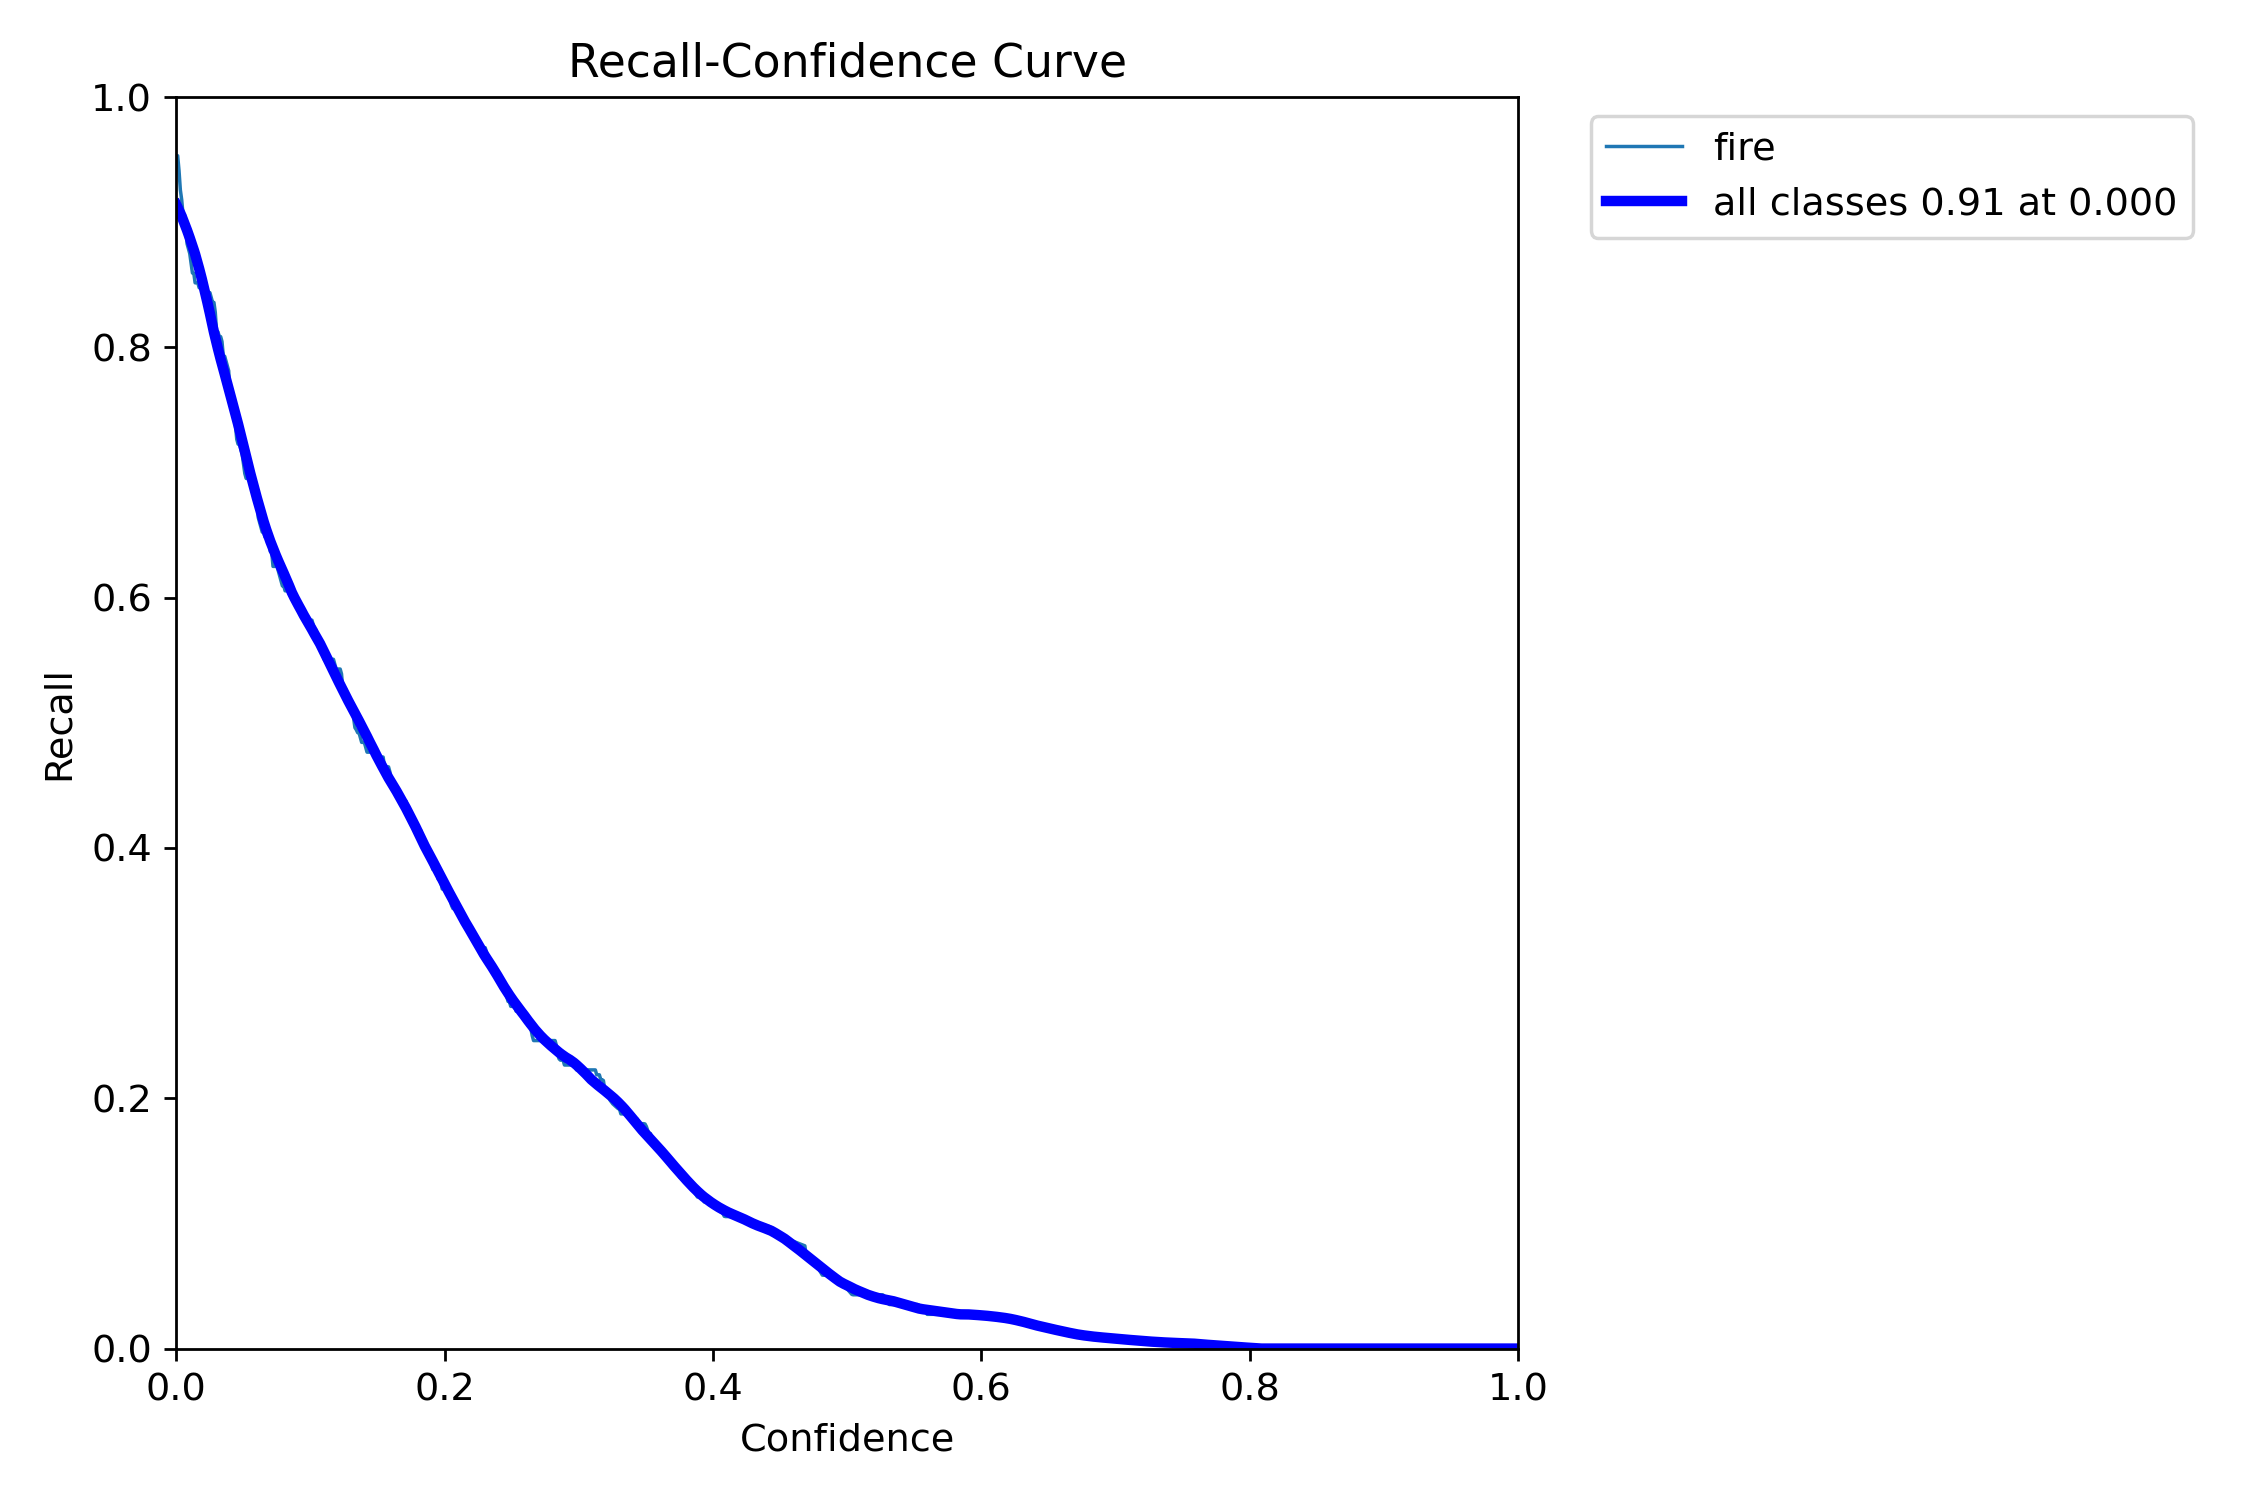 Recall-Confidence Curve
1.0
0.8
0.6
0.4
0.2
0.0
Recall
0.0 0.2 0.4 0.6 0.8 1.0
Confidence
fire
all classes 0.91 at 0.000